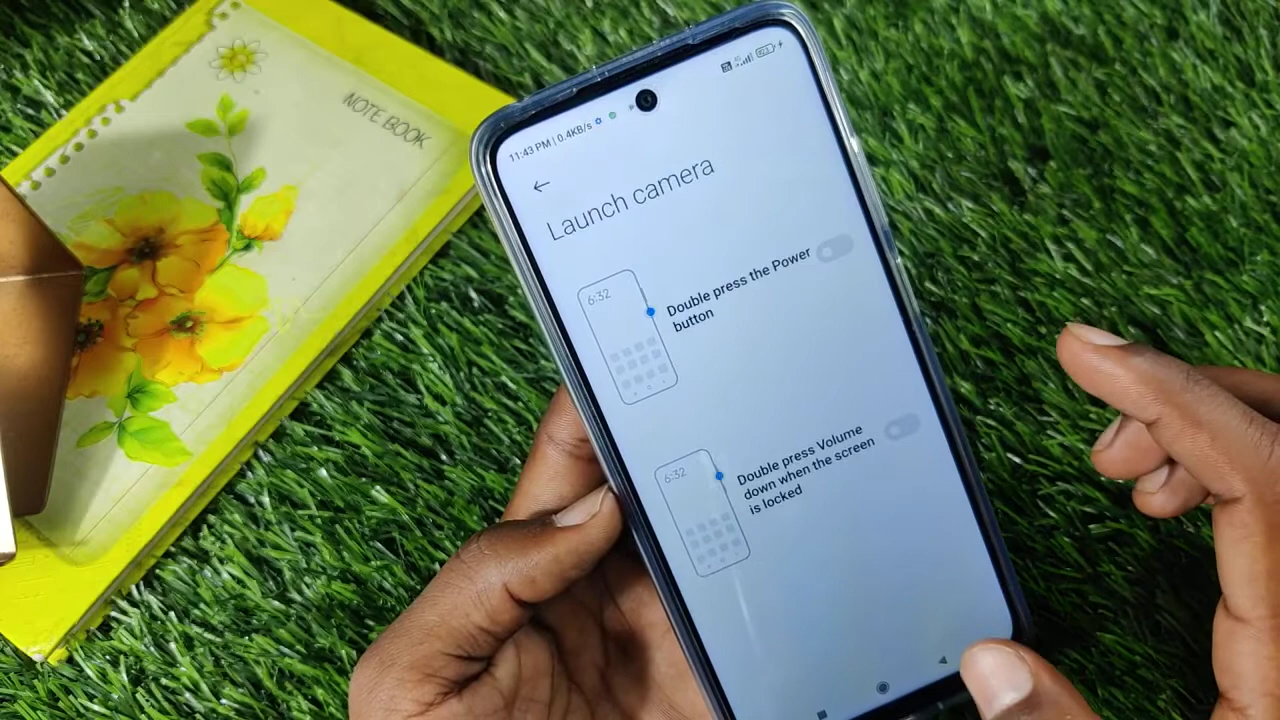 NOTE BOOK
11:43 PM | 0.4KB/s
Launch camera
6:32
Double press the Power
button
6:32
Double press Volume
down when the screen
is locked